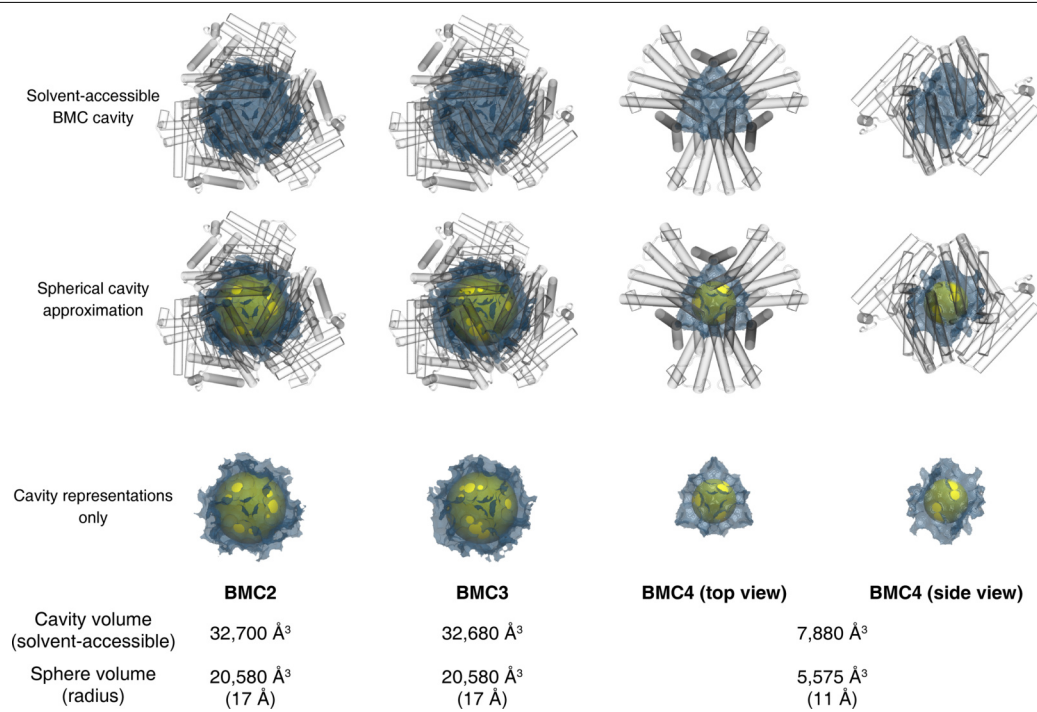 Solvent-accessible
BMC cavity
Spherical cavity
approximation
Cavity representations
only
BMC2 BMC3 BMC4 (top view) BMC4 (side view)
Cavity volume
(solvent-accessible)
32,700 Å³ 32,680 Å³ 7,880 Å³
Sphere volume
(radius)
20,580 Å³ 20,580 Å³ 5,575 Å³
(17 Å) (17 Å) (11 Å)